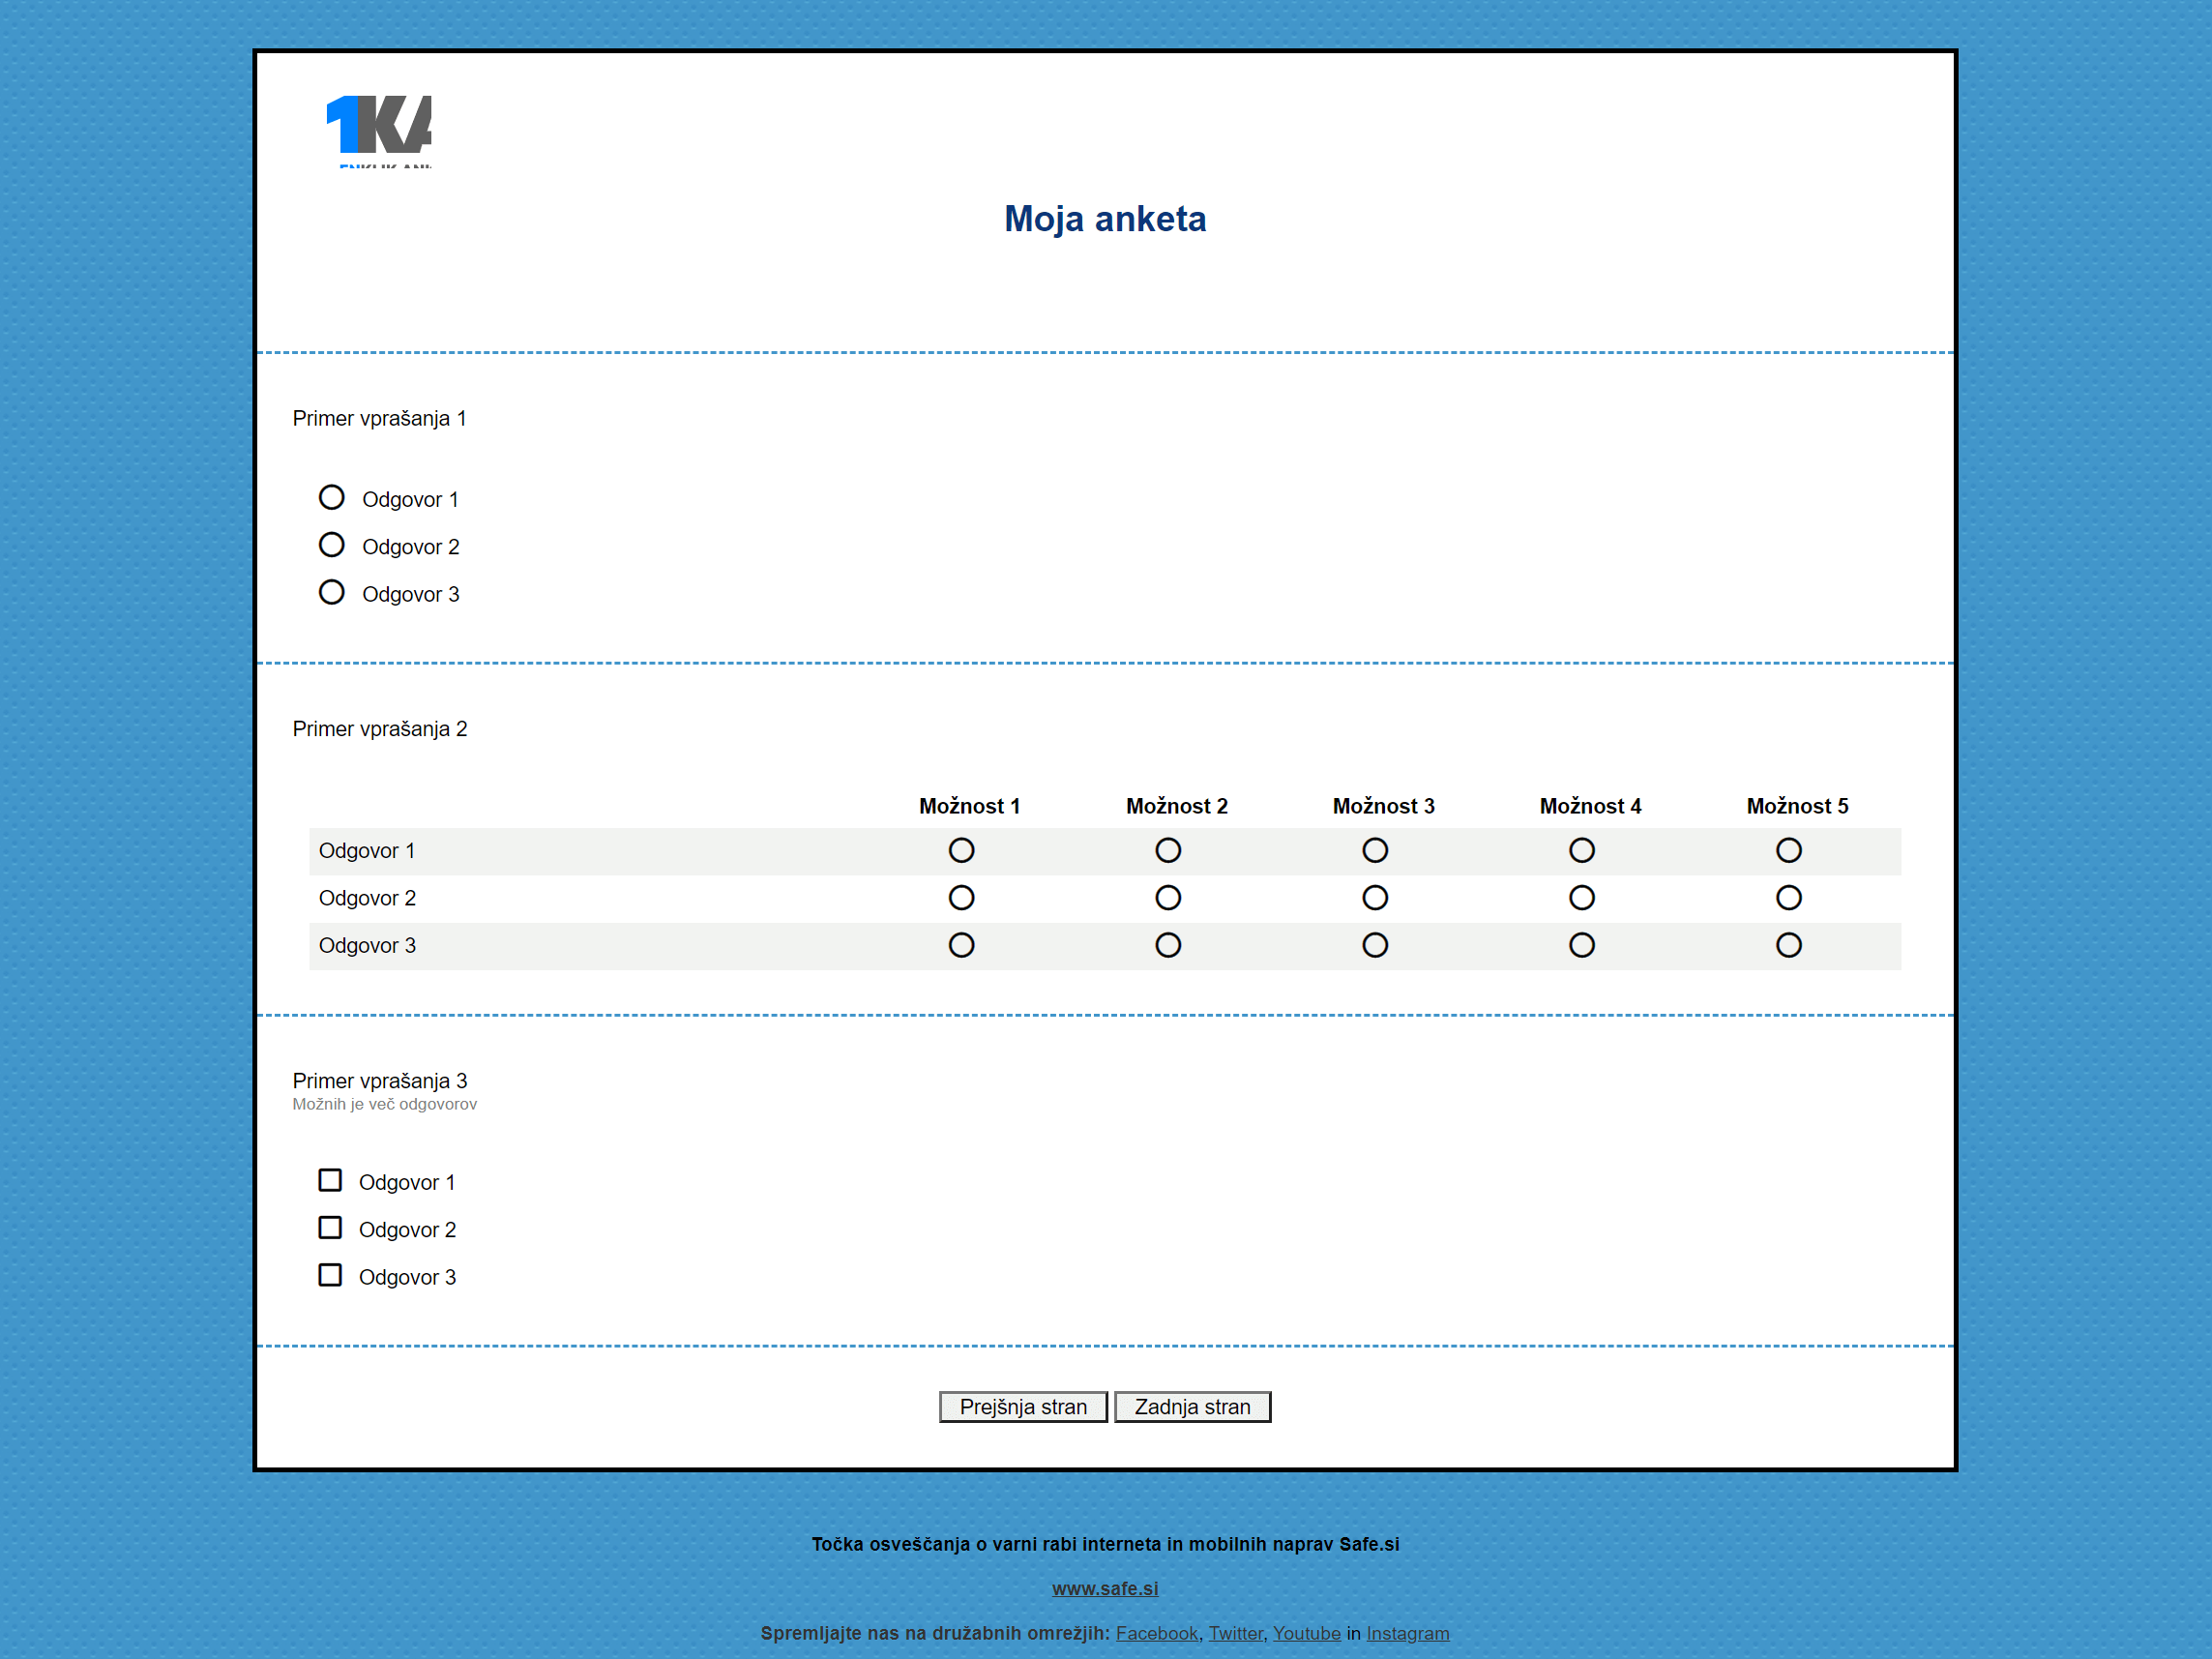 1KA
Moja anketa
Primer vprašanja 1
Odgovor 1
Odgovor 2
Odgovor 3
Primer vprašanja 2
Možnost 1 Možnost 2 Možnost 3 Možnost 4 Možnost 5
Odgovor 1
Odgovor 2
Odgovor 3
Primer vprašanja 3
Možnih je več odgovorov
Odgovor 1
Odgovor 2
Odgovor 3
Prejšnja stran Zadnja stran
Točka osveščanja o varni rabi interneta in mobilnih naprav Safe.si
www.safe.si
Spremljajte nas na družabnih omrežjih: Facebook, Twitter, Youtube in Instagram